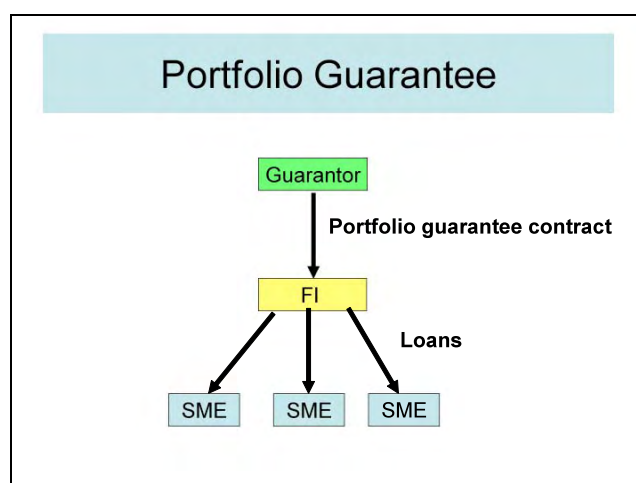 Portfolio Guarantee
Guarantor
Portfolio guarantee contract
FI
Loans
SME
SME
SME